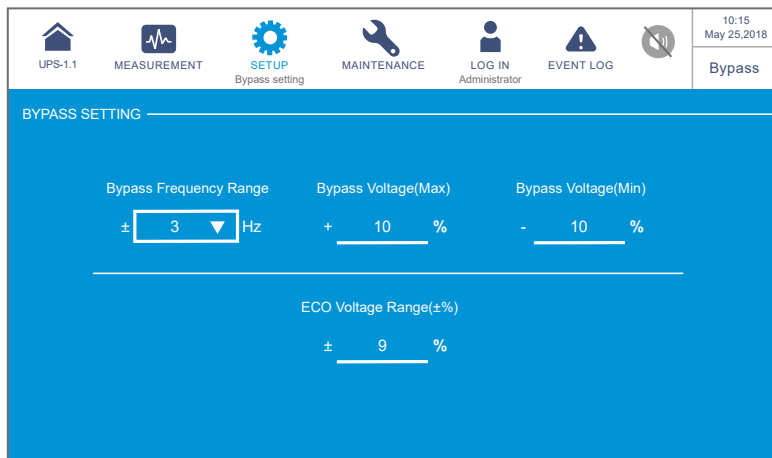 UPS-1.1
MEASUREMENT
SETUP
Bypass setting
MAINTENANCE
LOG IN
Administrator
EVENT LOG
10:15
May 25,2018
Bypass
BYPASS SETTING
Bypass Frequency Range Bypass Voltage(Max) Bypass Voltage(Min)
± 3 ▼ Hz + 10 % - 10 %
ECO Voltage Range(±%)
± 9 %